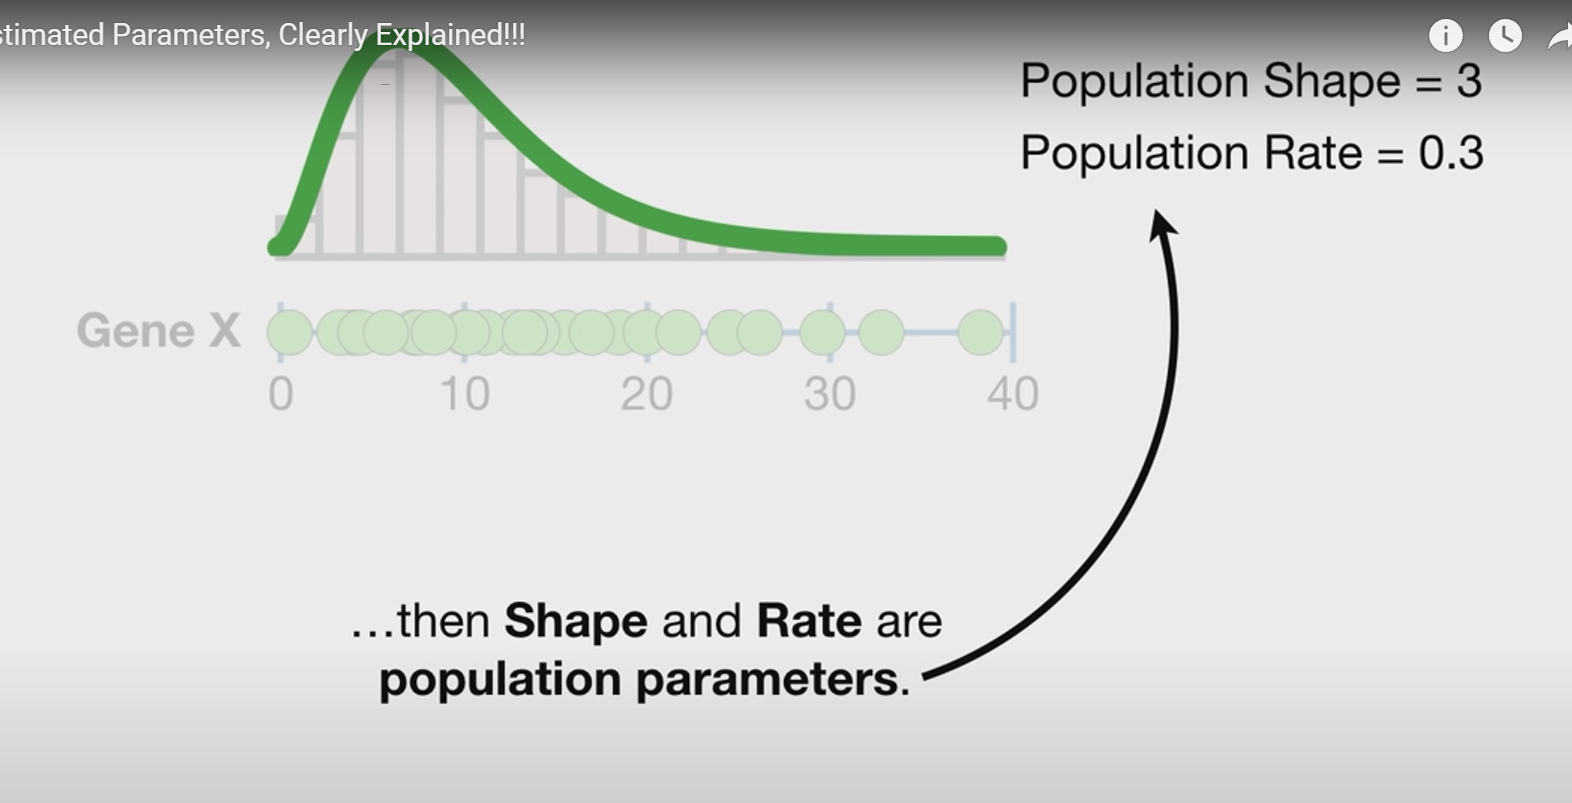 stimated Parameters, Clearly Explained!!!
Population Shape = 3
Population Rate = 0.3
Gene X
0 10 20 30 40
...then Shape and Rate are
population parameters.